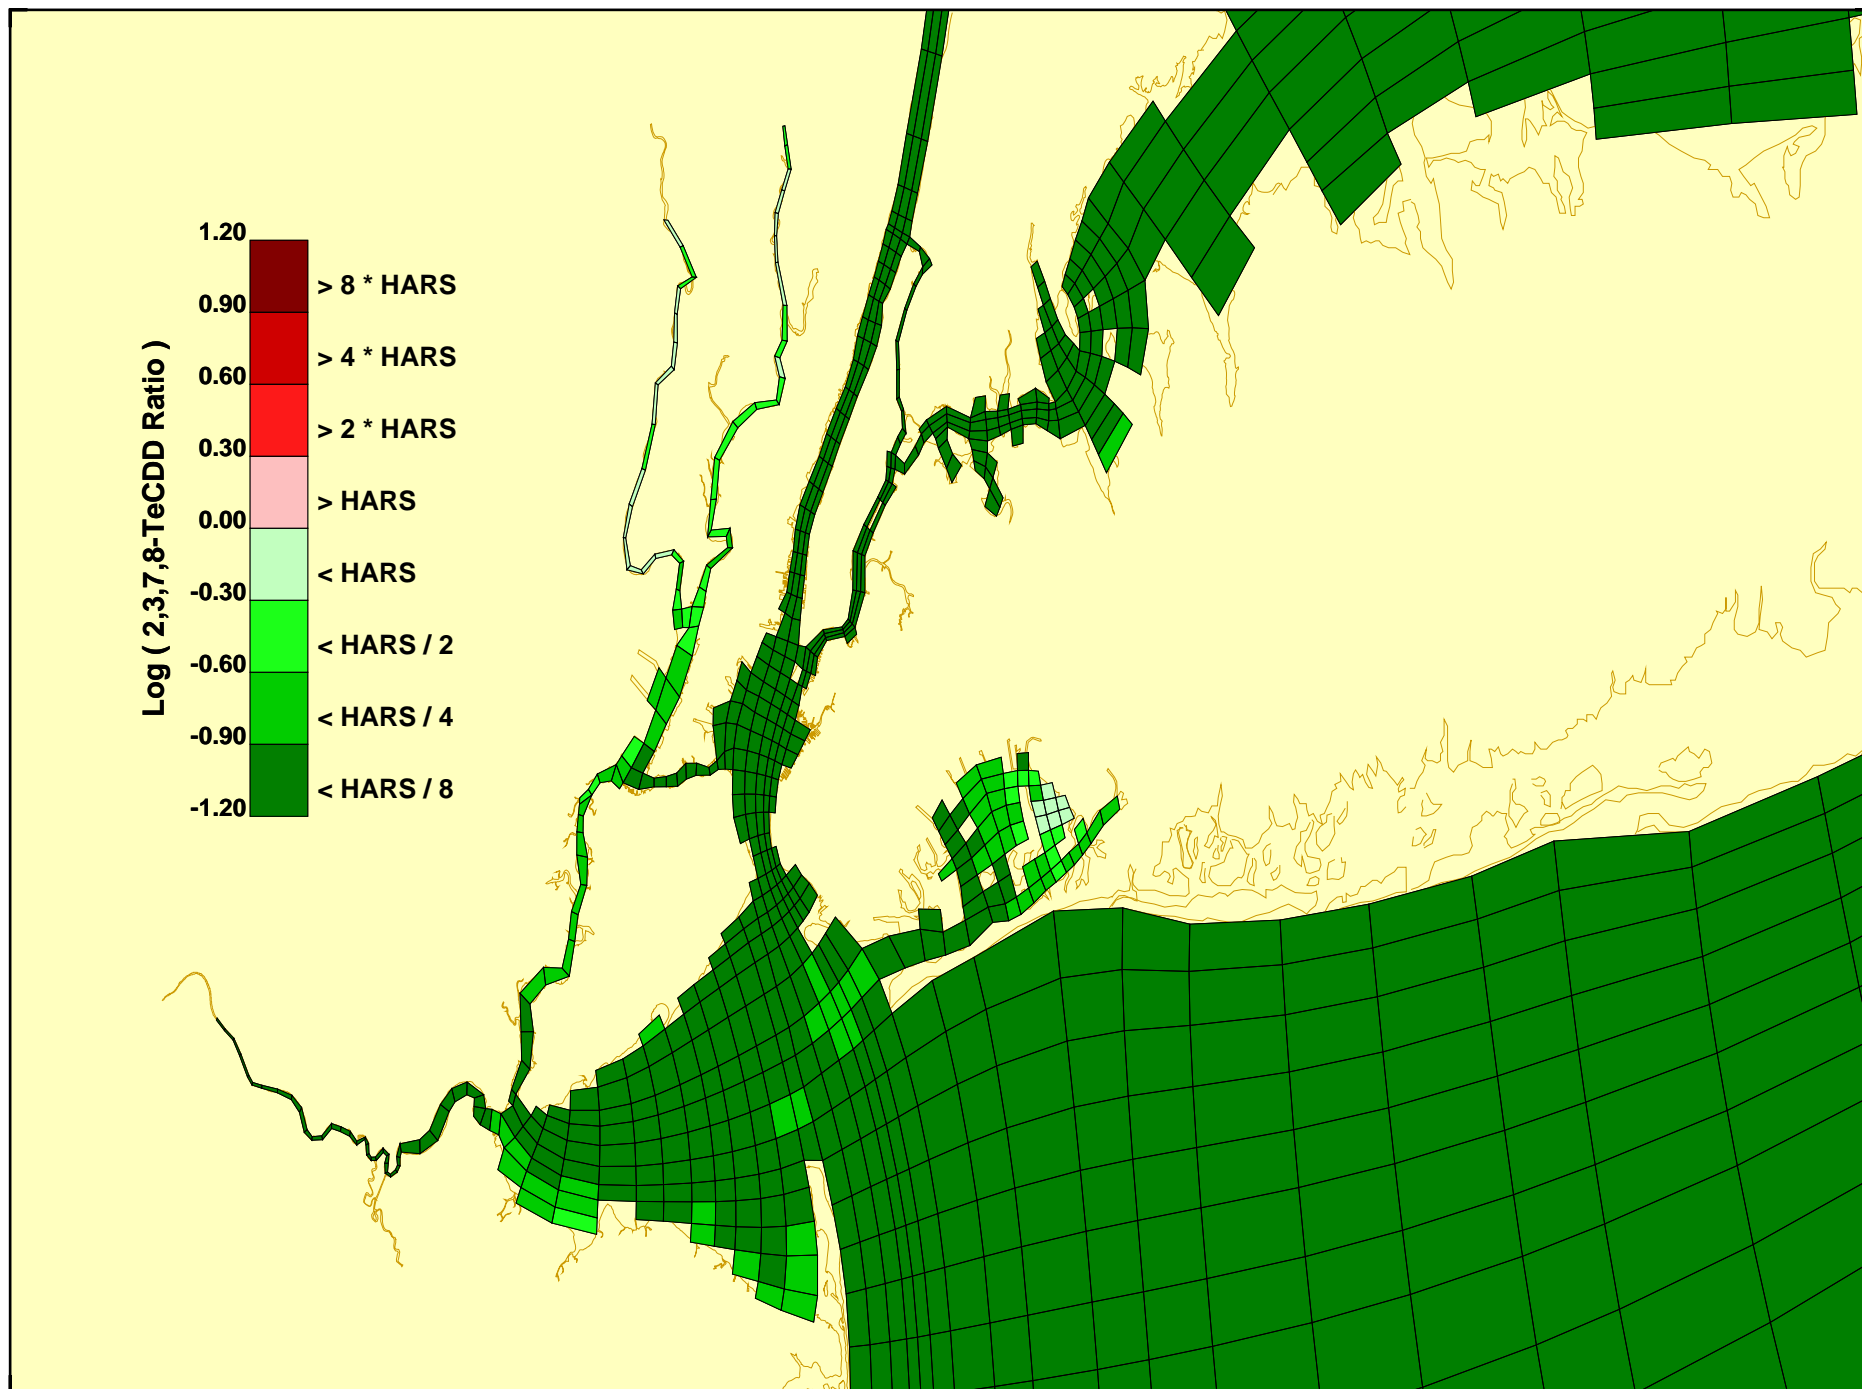 Log ( 2,3,7,8-TeCDD Ratio )
1.20
> 8 * HARS
0.90
> 4 * HARS
0.60
> 2 * HARS
0.30
> HARS
0.00
< HARS
-0.30
< HARS / 2
-0.60
< HARS / 4
-0.90
< HARS / 8
-1.20